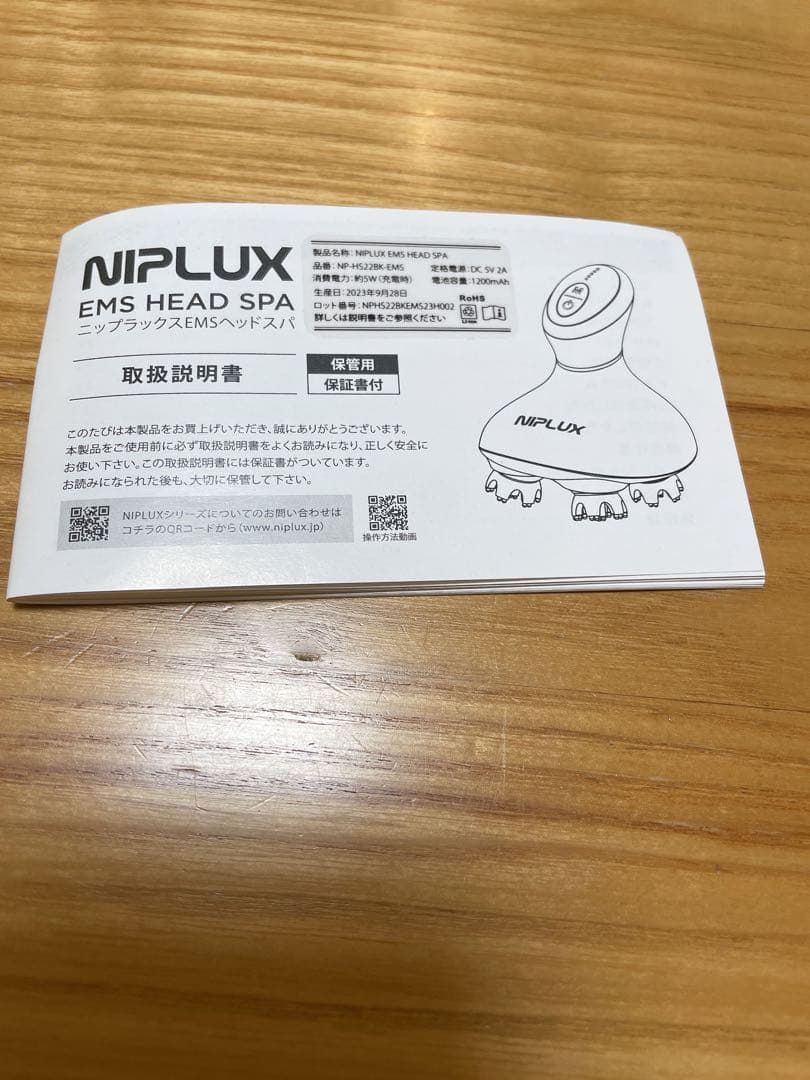 NIPLUX
EMS HEAD SPA
ニップラックスEMSヘッドスパ
製品名称：NIPLUX EMS HEAD SPA
品番：NP-HS22BK-EMS 定格電源：DC 5V 2A
消費電力：約5W（充電時） 電池容量：1200mAh
生産日：2023年9月28日
ロット番号：NPHS22BKEMS23H002
詳しくは説明書をご参照ください
RoHS
Li-ion
取扱説明書
保管用
保証書付
このたびは本製品をお買上げいただき、誠にありがとうございます。
本製品をご使用前に必ず取扱説明書をよくお読みになり、正しく安全に
お使い下さい。この取扱説明書には保証書がついています。
お読みになられた後も、大切に保管して下さい。
NIPLUXシリーズについてのお問い合わせは
コチラのQRコードから（www.niplux.jp）
操作方法動画
NIPLUX